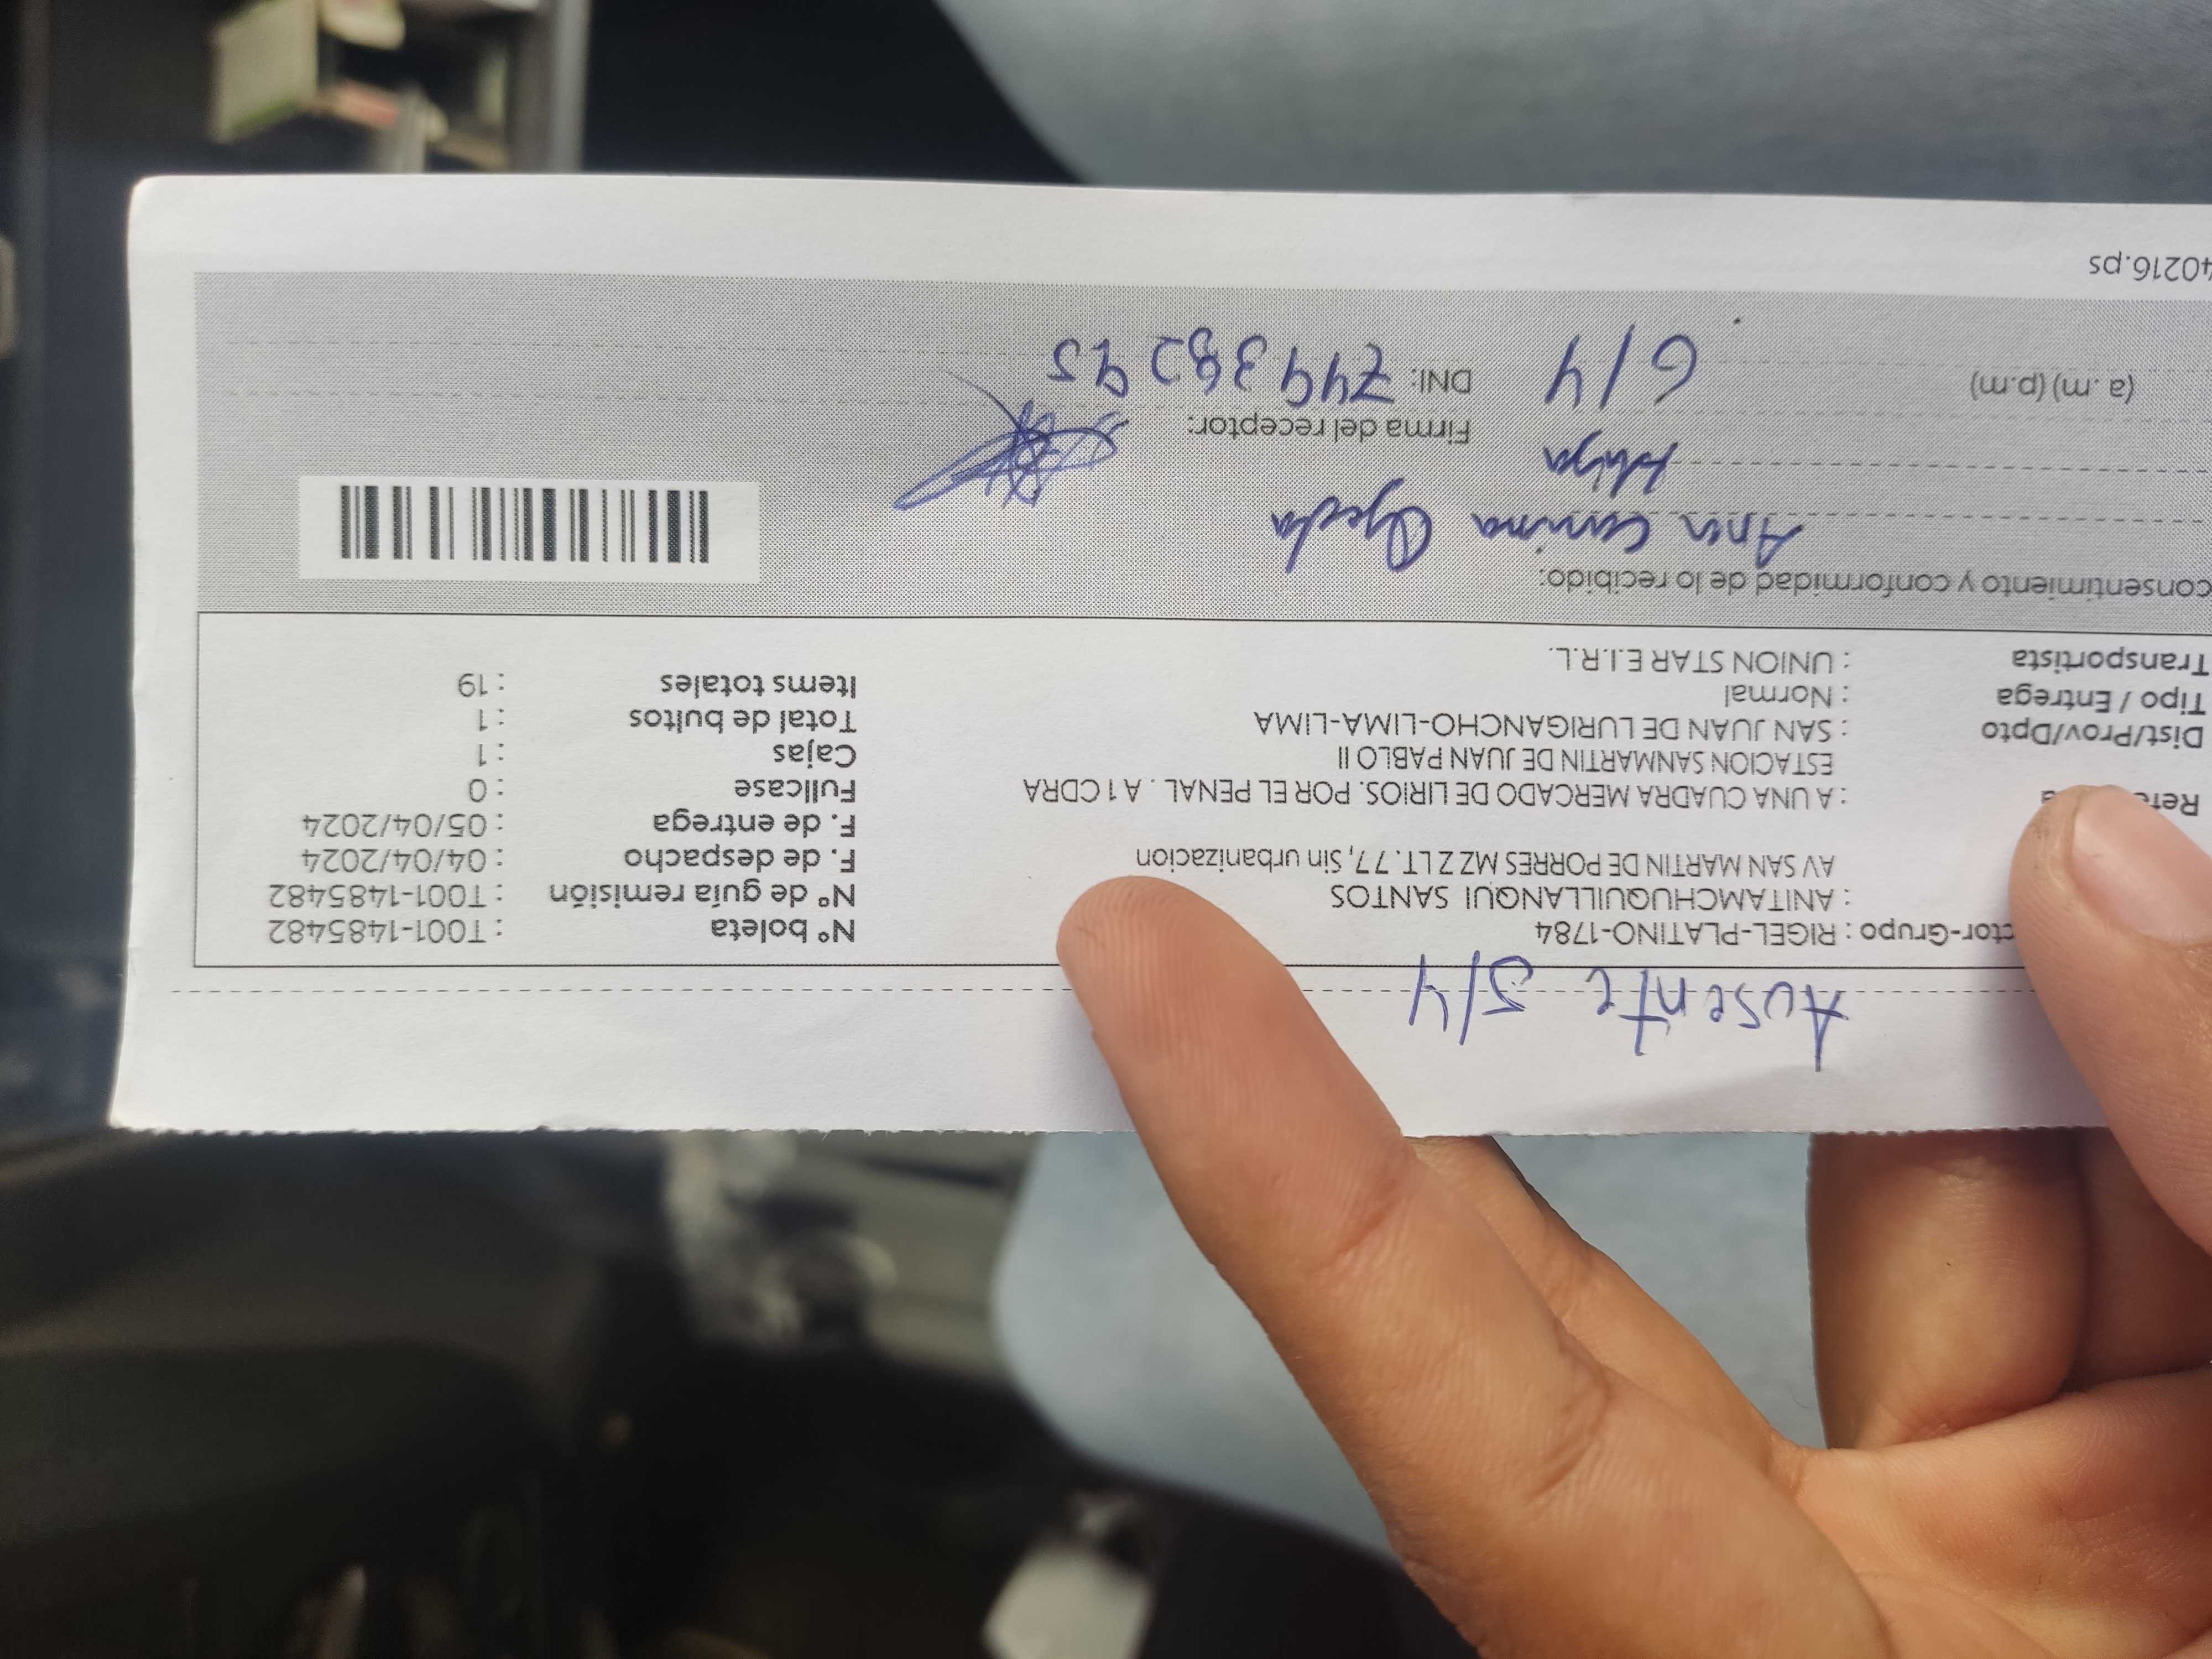 Ausente 5/4
ctor-Grupo : RIGEL-PLATINO-1784
: ANITAMCHUQUILLANQUI SANTOS
AV SAN MARTIN DE PORRES MZ Z LT. 77, Sin urbanizacion
Refe a : A UNA CUADRA MERCADO DE LIRIOS. POR EL PENAL . A 1 CDRA
ESTACION SANMARTIN DE JUAN PABLO II
Dist/Prov/Dpto : SAN JUAN DE LURIGANCHO-LIMA-LIMA
Tipo / Entrega : Normal
Transportista : UNION STAR E.I.R.L.
N° boleta : T001-1485482
N° de guía remisión : T001-1485482
F. de despacho : 04/04/2024
F. de entrega : 05/04/2024
Fullcase : 0
Cajas : 1
Total de bultos : 1
Items totales : 19
consentimiento y conformidad de lo recibido:
Ana Carina Ojeda
Firma del receptor:
(a .m) (p.m) 6/4 DNI:
40216.ps